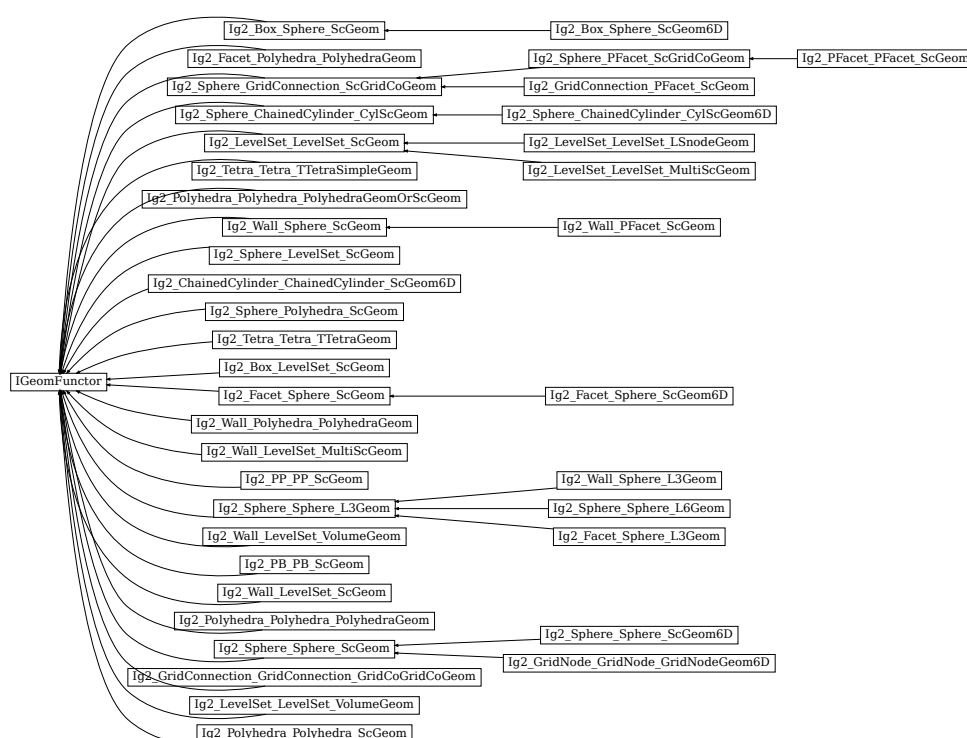 Ig2_Box_Sphere_ScGeom
Ig2_Box_Sphere_ScGeom6D
Ig2_Facet_Polyhedra_PolyhedraGeom
Ig2_Sphere_PFacet_ScGridCoGeom
Ig2_PFacet_PFacet_ScGeom
Ig2_Sphere_GridConnection_ScGridCoGeom
Ig2_GridConnection_PFacet_ScGeom
Ig2_Sphere_ChainedCylinder_CylScGeom
Ig2_Sphere_ChainedCylinder_CylScGeom6D
Ig2_LevelSet_LevelSet_ScGeom
Ig2_LevelSet_LevelSet_LSnodeGeom
Ig2_Tetra_Tetra_TTetraSimpleGeom
Ig2_LevelSet_LevelSet_MultiScGeom
Ig2_Polyhedra_Polyhedra_PolyhedraGeomOrScGeom
Ig2_Wall_Sphere_ScGeom
Ig2_Wall_PFacet_ScGeom
Ig2_Sphere_LevelSet_ScGeom
Ig2_ChainedCylinder_ChainedCylinder_ScGeom6D
Ig2_Sphere_Polyhedra_ScGeom
Ig2_Tetra_Tetra_TTetraGeom
Ig2_Box_LevelSet_ScGeom
IGeomFunctor
Ig2_Facet_Sphere_ScGeom
Ig2_Facet_Sphere_ScGeom6D
Ig2_Wall_Polyhedra_PolyhedraGeom
Ig2_Wall_LevelSet_MultiScGeom
Ig2_PP_PP_ScGeom
Ig2_Wall_Sphere_L3Geom
Ig2_Sphere_Sphere_L3Geom
Ig2_Sphere_Sphere_L6Geom
Ig2_Wall_LevelSet_VolumeGeom
Ig2_Facet_Sphere_L3Geom
Ig2_PB_PB_ScGeom
Ig2_Wall_LevelSet_ScGeom
Ig2_Polyhedra_Polyhedra_PolyhedraGeom
Ig2_Sphere_Sphere_ScGeom6D
Ig2_Sphere_Sphere_ScGeom
Ig2_GridNode_GridNode_GridNodeGeom6D
Ig2_GridConnection_GridConnection_GridCoGridCoGeom
Ig2_LevelSet_LevelSet_VolumeGeom
Ig2_Polyhedra_Polyhedra_ScGeom